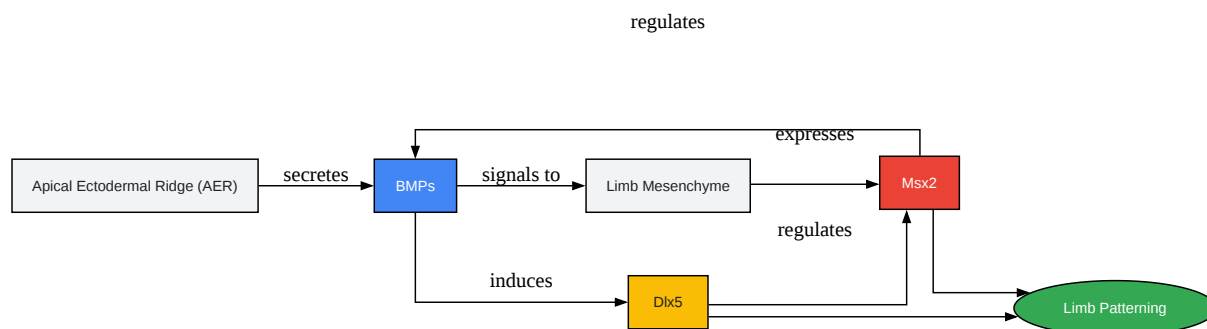 regulates
expresses
Apical Ectodermal Ridge (AER)
secretes
BMPs
signals to
Limb Mesenchyme
Msx2
regulates
induces
Dlx5
Limb Patterning